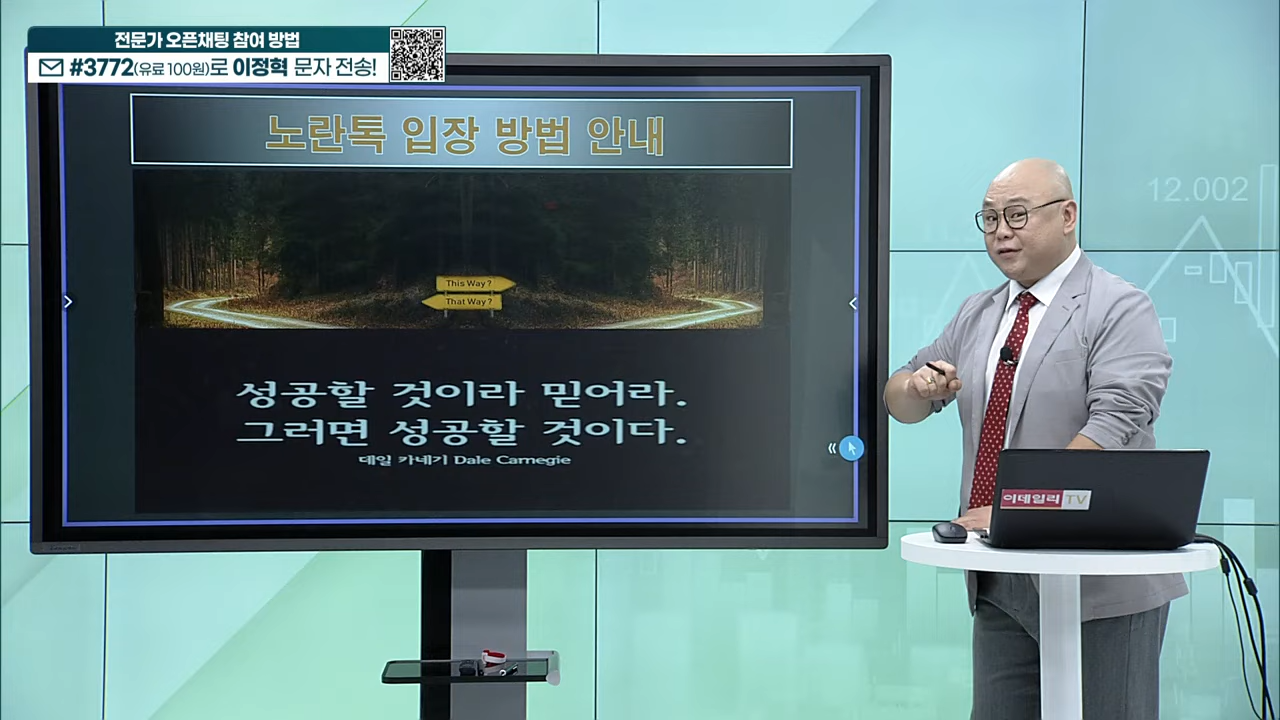 전문가 오픈채팅 참여 방법
#3772(유료 100원)로 이정혁 문자 전송!
노란톡 입장 방법 안내
This Way?
That Way?
성공할 것이라 믿어라.
그러면 성공할 것이다.
데일 카네기 Dale Carnegie
12.002
이데일리 TV